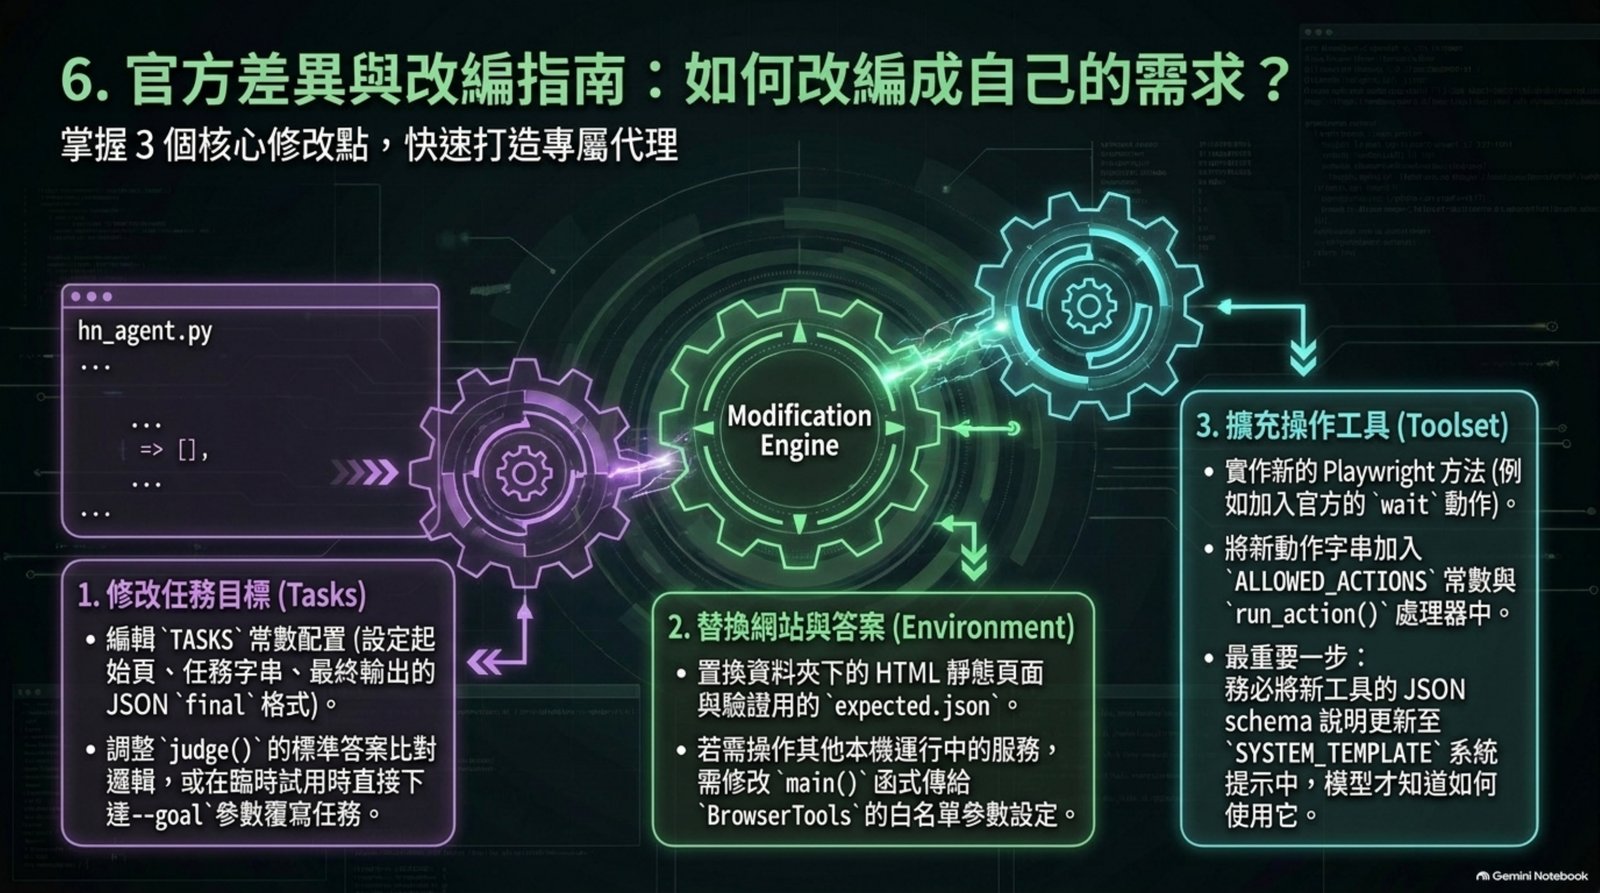 6. 官方差異與改編指南：如何改編成自己的需求？
掌握 3 個核心修改點，快速打造專屬代理
hn_agent.py
...
...
=> [],
...
...
Modification
Engine
1. 修改任務目標 (Tasks)
• 編輯 `TASKS` 常數配置 (設定起
始頁、任務字串、最終輸出的
JSON `final` 格式)。
• 調整 `judge()` 的標準答案比對
邏輯，或在臨時試用時直接下
達--goal` 參數覆寫任務。
2. 替換網站與答案 (Environment)
• 置換資料夾下的 HTML 靜態頁面
與驗證用的 `expected.json`。
• 若需操作其他本機運行中的服務，
需修改 `main()` 函式傳給
`BrowserTools` 的白名單參數設定。
3. 擴充操作工具 (Toolset)
• 實作新的 Playwright 方法 (例
如加入官方的 `wait` 動作)。
• 將新動作字串加入
`ALLOWED_ACTIONS` 常數與
`run_action()` 處理器中。
• 最重要一步：
務必將新工具的 JSON
schema 說明更新至
`SYSTEM_TEMPLATE` 系統
提示中，模型才知道如何
使用它。
Gemini Notebook